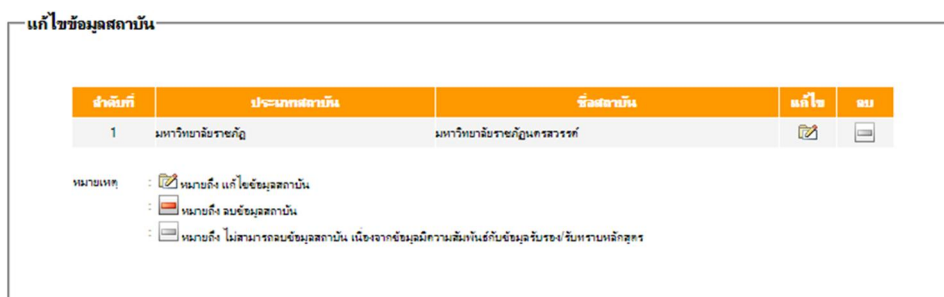 แก้ไขข้อมูลสถาบัน
ลำดับที่ ประเภทสถาบัน ชื่อสถาบัน แก้ไข ลบ
1 มหาวิทยาลัยราชภัฏ มหาวิทยาลัยราชภัฏนครสวรรค์
หมายเหตุ : หมายถึง แก้ไขข้อมูลสถาบัน
: หมายถึง ลบข้อมูลสถาบัน
: หมายถึง ไม่สามารถลบข้อมูลสถาบัน เนื่องจากข้อมูลมีความสัมพันธ์กับข้อมูลรับรอง/รับทราบหลักสูตร